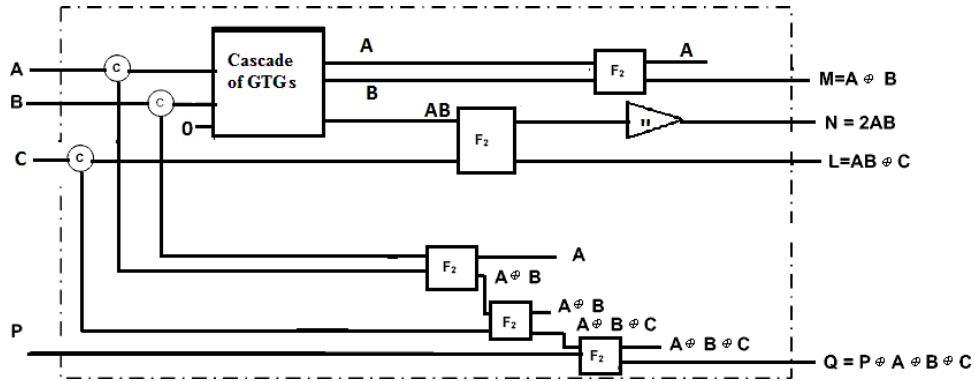 A
B
C
P
C
C
C
Cascade
of GTGs
0
A
B
AB
F₂
A
M=A ⊕ B
F₂
"
N = 2AB
L=AB ⊕ C
F₂
A
A ⊕ B
F₂
A ⊕ B
A ⊕ B ⊕ C
F₂
A ⊕ B ⊕ C
Q = P ⊕ A ⊕ B ⊕ C